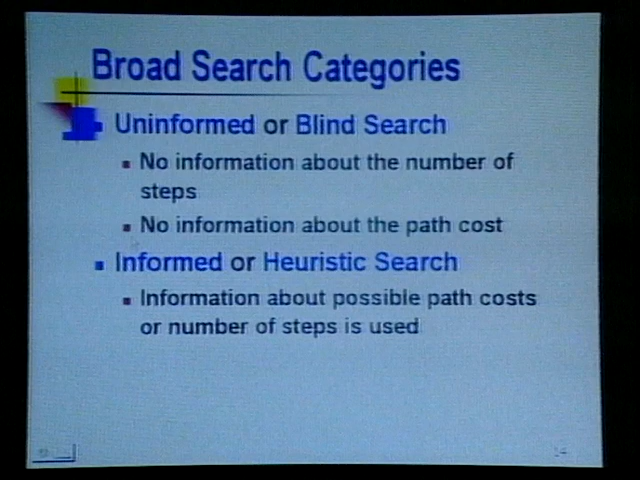 Broad Search Categories
Uninformed or Blind Search
No information about the number of
steps
No information about the path cost
Informed or Heuristic Search
Information about possible path costs
or number of steps is used